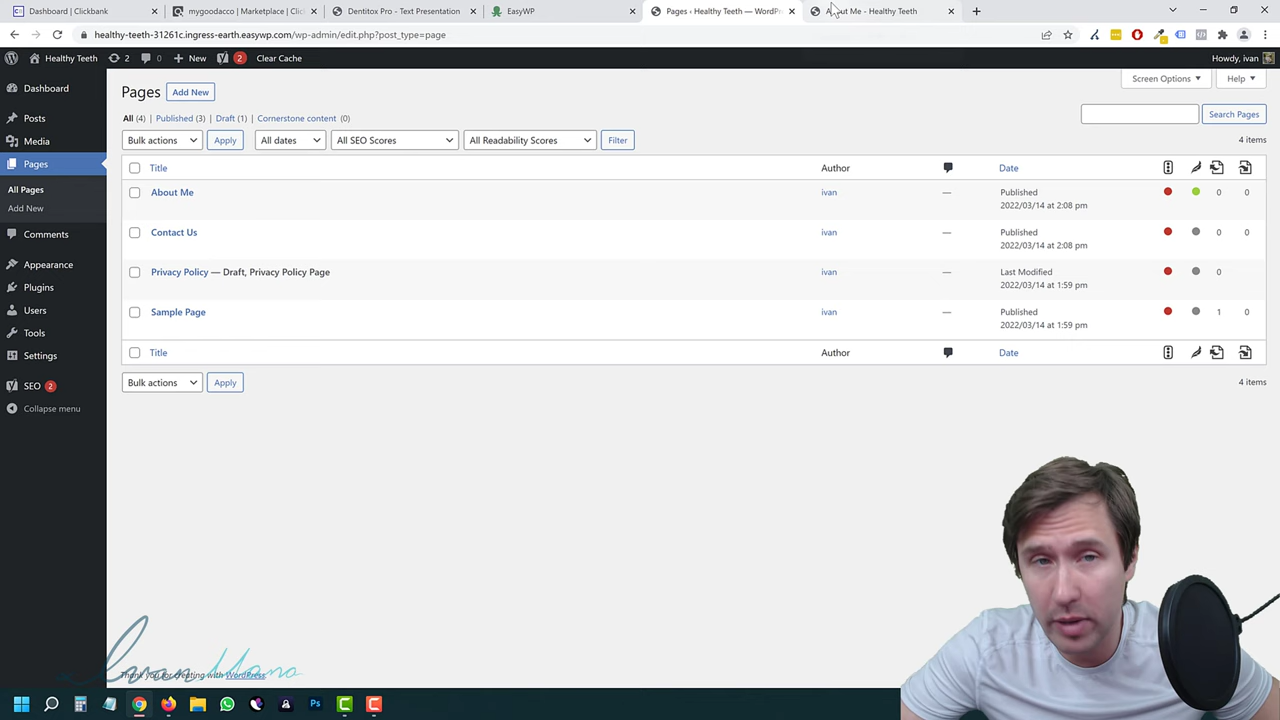 Dashboard | Clickbank
mygoodacco | Marketplace | Clic
Dentitox Pro - Text Presentation
EasyWP
Pages ‹ Healthy Teeth — WordPr
About Me - Healthy Teeth
healthy-teeth-31261c.ingress-earth.easywp.com/wp-admin/edit.php?post_type=page
Healthy Teeth
2
0
New
2
Clear Cache
Howdy, ivan
Dashboard
Posts
Media
Pages
All Pages
Add New
Comments
Appearance
Plugins
Users
Tools
Settings
SEO 2
Collapse menu
Pages
Add New
Screen Options
Help
All (4) | Published (3) | Draft (1) | Cornerstone content (0)
Search Pages
Bulk actions
Apply
All dates
All SEO Scores
All Readability Scores
Filter
4 items
Title Author Date
About Me ivan — Published 0 0
2022/03/14 at 2:08 pm
Contact Us ivan — Published 0 0
2022/03/14 at 2:08 pm
Privacy Policy — Draft, Privacy Policy Page ivan — Last Modified 0
2022/03/14 at 1:59 pm
Sample Page ivan — Published 1 0
2022/03/14 at 1:59 pm
Title Author Date
Bulk actions
Apply
4 items
Ivan Mana
Thank you for creating with WordPress.